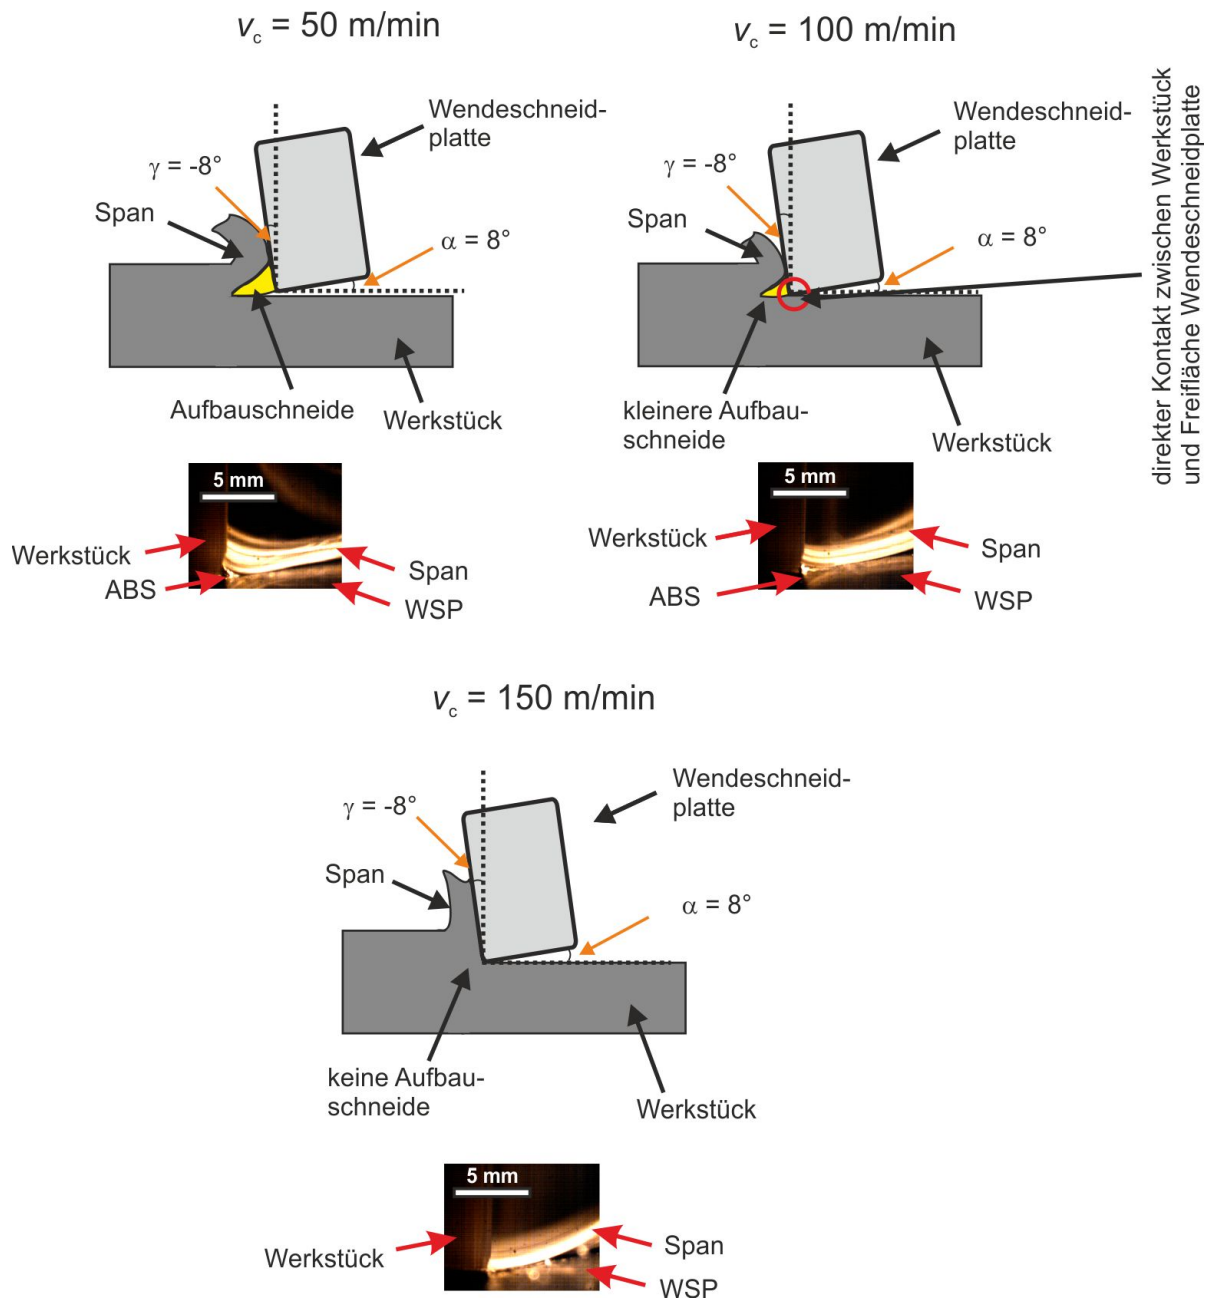 v_c = 50 m/min
Wendeschneid-
platte
γ = -8°
Span
α = 8°
Aufbauschneide
Werkstück
5 mm
Werkstück
ABS
Span
WSP
v_c = 100 m/min
Wendeschneid-
platte
γ = -8°
Span
α = 8°
direkter Kontakt zwischen Werkstück
und Freifläche Wendeschneidplatte
kleinere Aufbau-
schneide
Werkstück
5 mm
Werkstück
ABS
Span
WSP
v_c = 150 m/min
Wendeschneid-
platte
γ = -8°
Span
α = 8°
keine Aufbau-
schneide
Werkstück
5 mm
Werkstück
Span
WSP